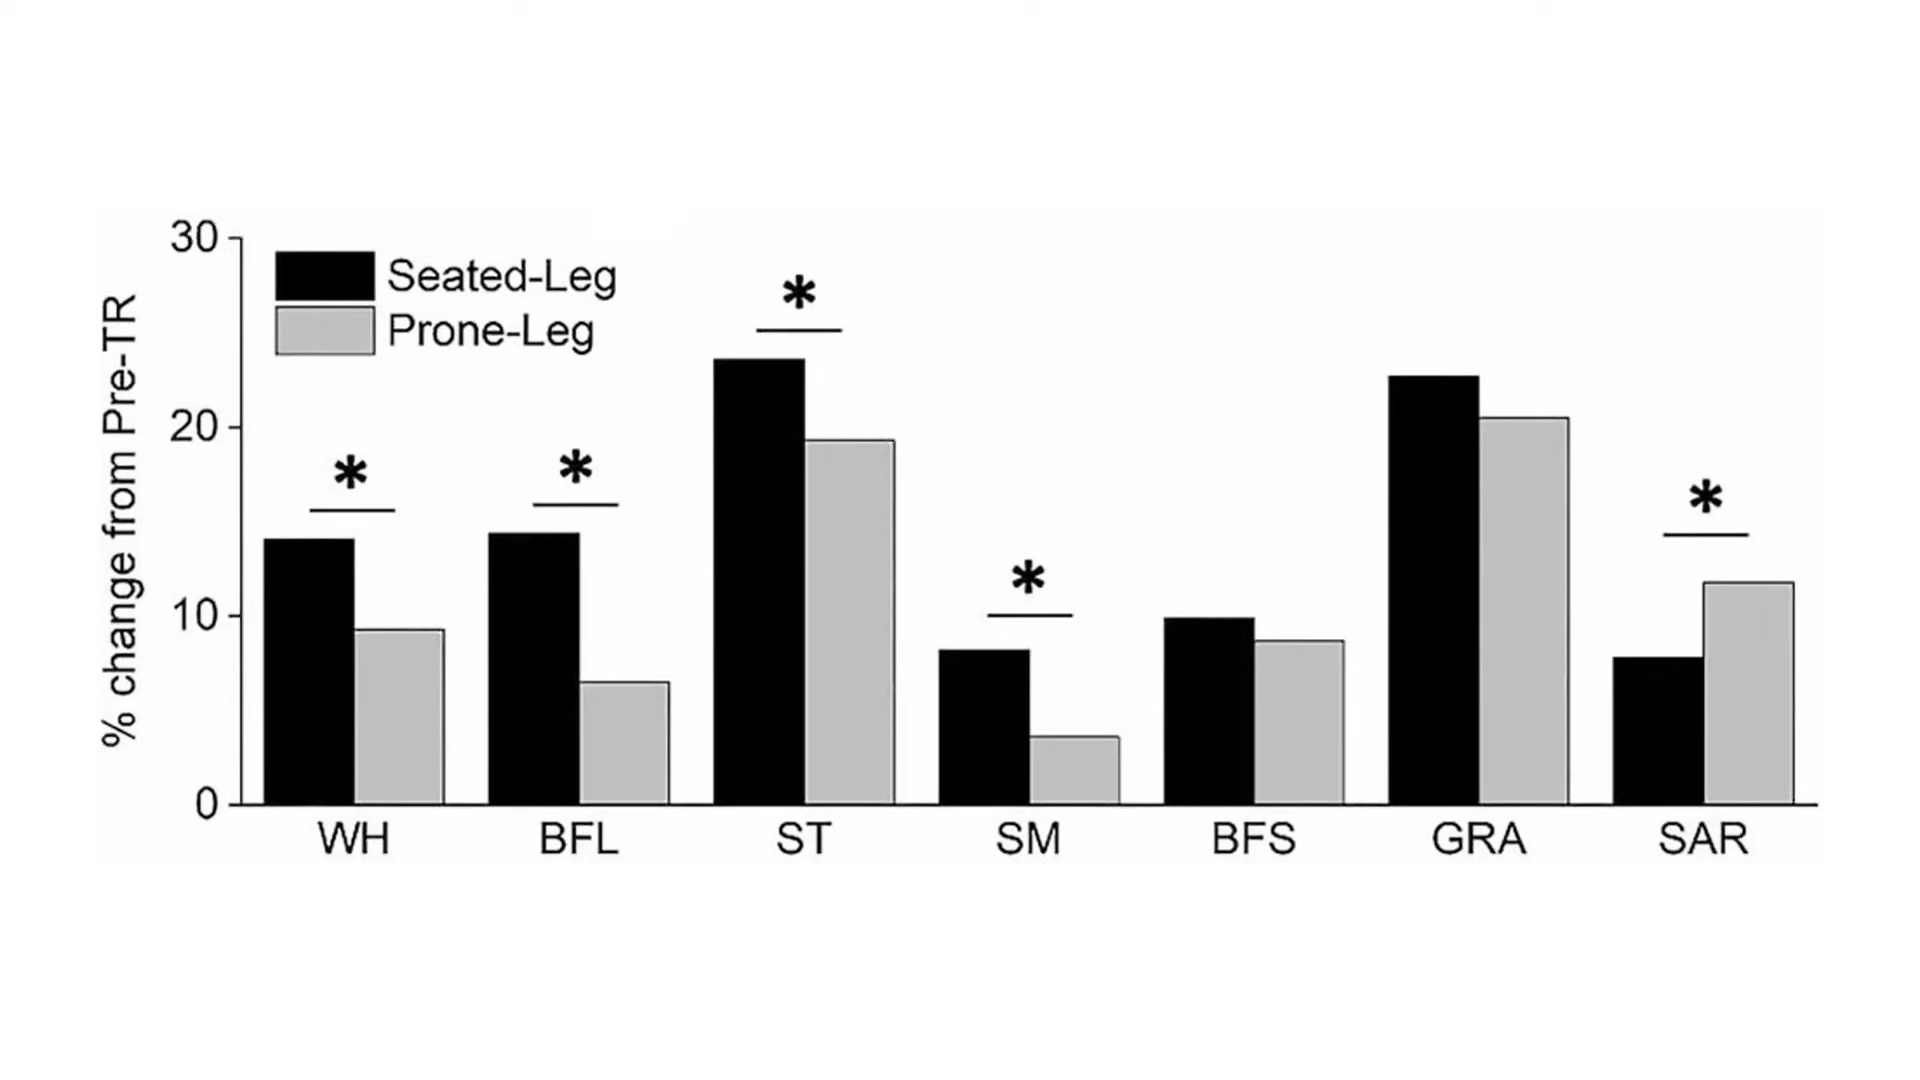 30
Seated-Leg
Prone-Leg
20
10
0
% change from Pre-TR
*
*
*
*
*
WH BFL ST SM BFS GRA SAR